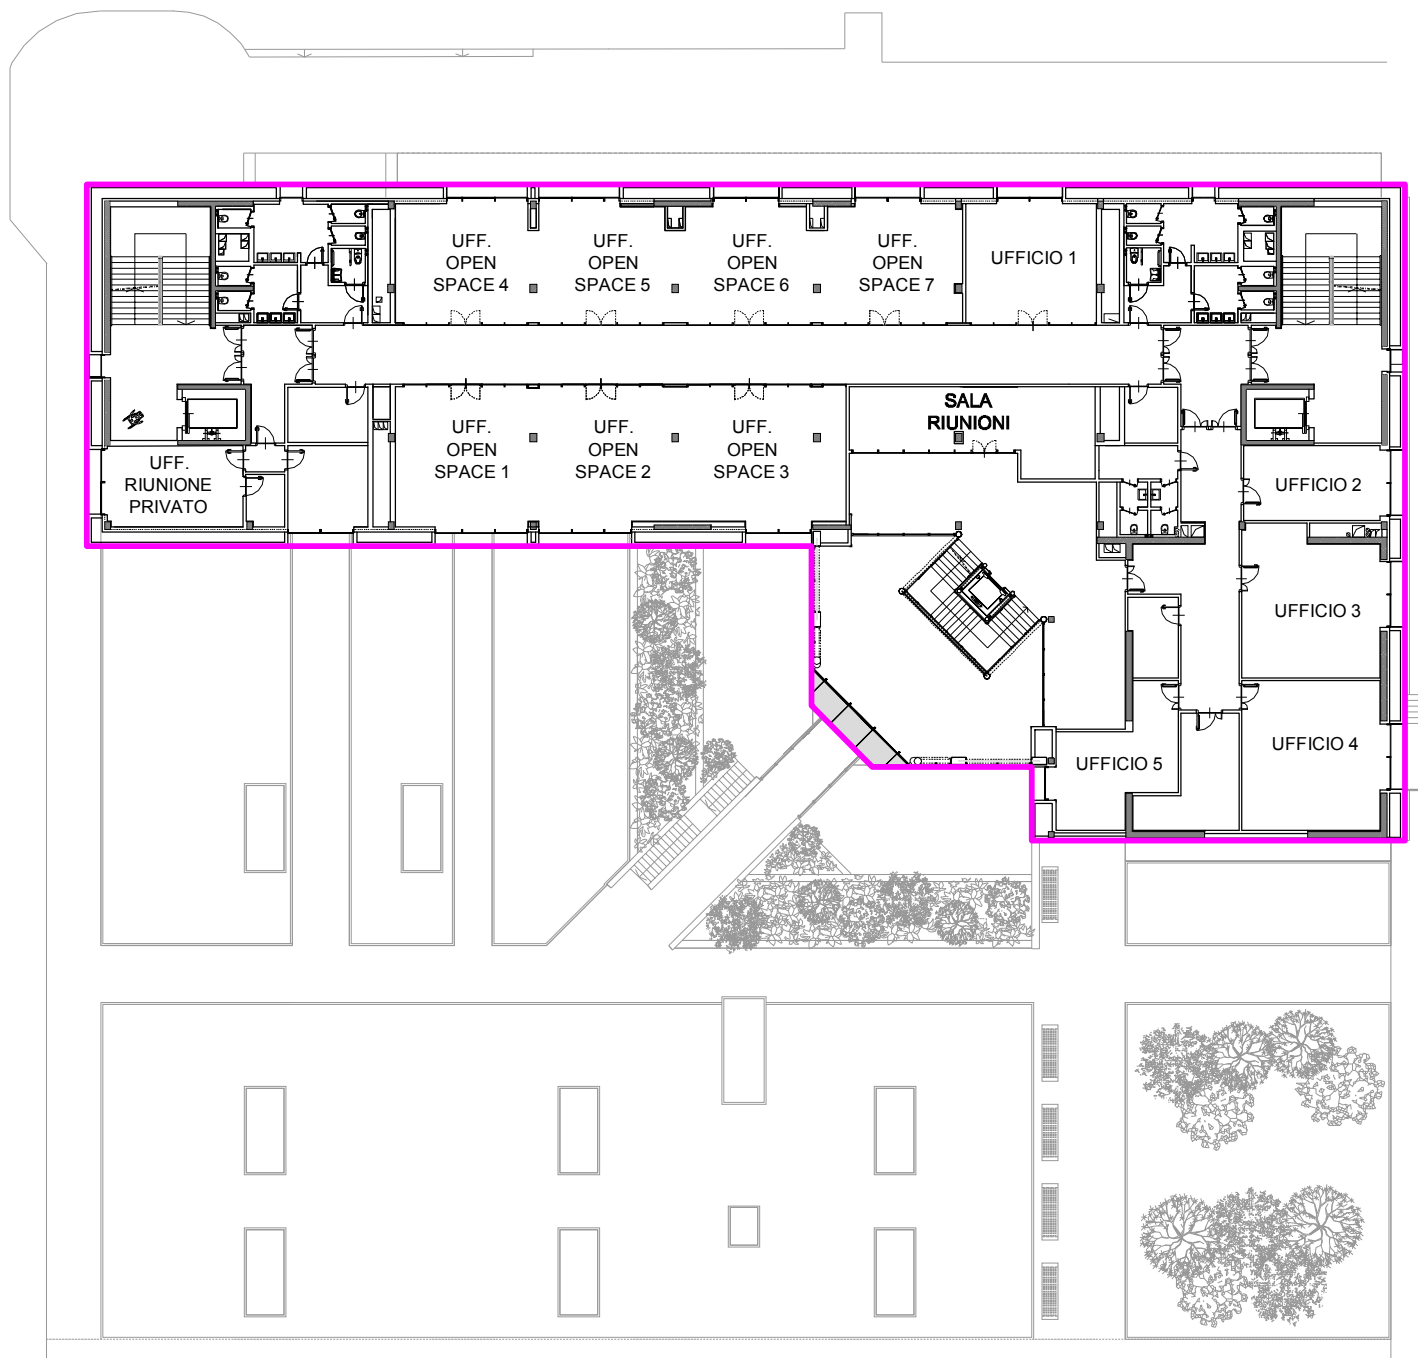 UFF.
OPEN
SPACE 4
UFF.
OPEN
SPACE 5
UFF.
OPEN
SPACE 6
UFF.
OPEN
SPACE 7
UFFICIO 1
UFF.
OPEN
SPACE 1
UFF.
OPEN
SPACE 2
UFF.
OPEN
SPACE 3
SALA
RIUNIONI
UFF.
RIUNIONE
PRIVATO
UFFICIO 2
UFFICIO 3
UFFICIO 4
UFFICIO 5